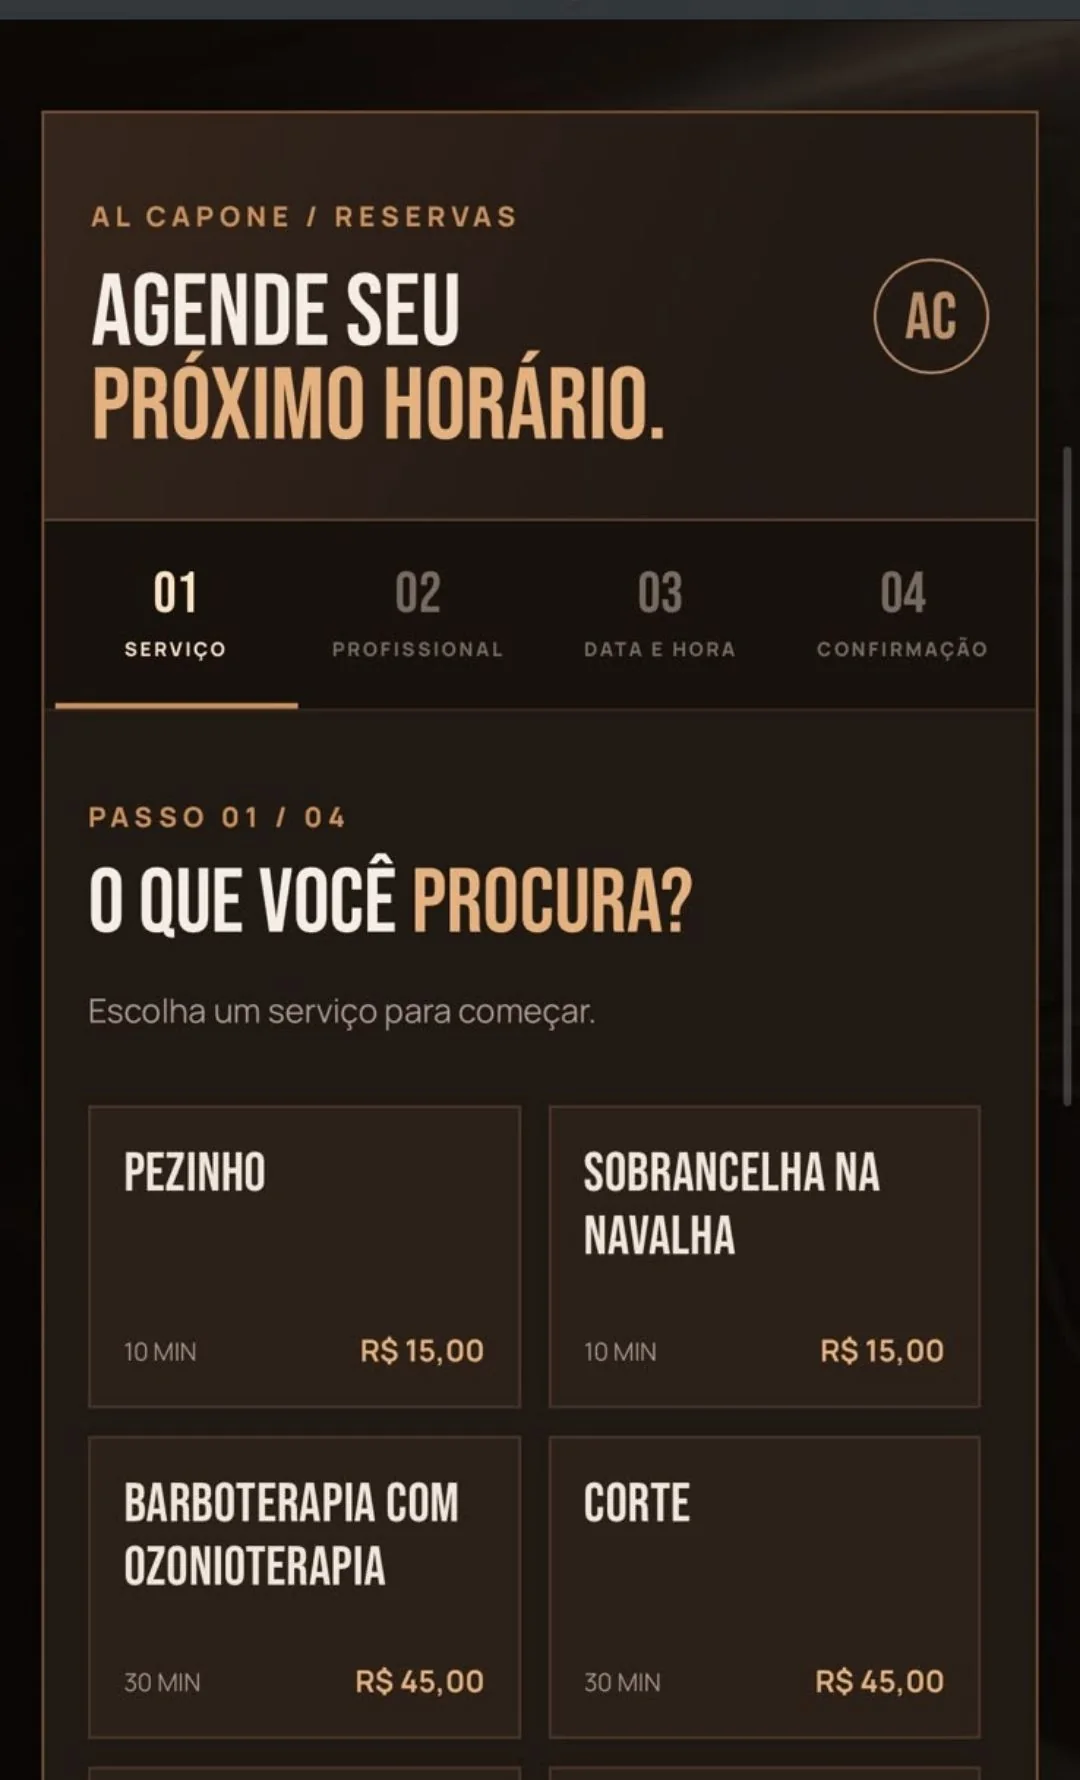 AL CAPONE / RESERVAS
AGENDE SEU
PRÓXIMO HORÁRIO.
AC
01
SERVIÇO
02
PROFISSIONAL
03
DATA E HORA
04
CONFIRMAÇÃO
PASSO 01 / 04
O QUE VOCÊ PROCURA?
Escolha um serviço para começar.
PEZINHO
10 MIN
R$ 15,00
SOBRANCELHA NA
NAVALHA
10 MIN
R$ 15,00
BARBOTERAPIA COM
OZONIOTERAPIA
30 MIN
R$ 45,00
CORTE
30 MIN
R$ 45,00